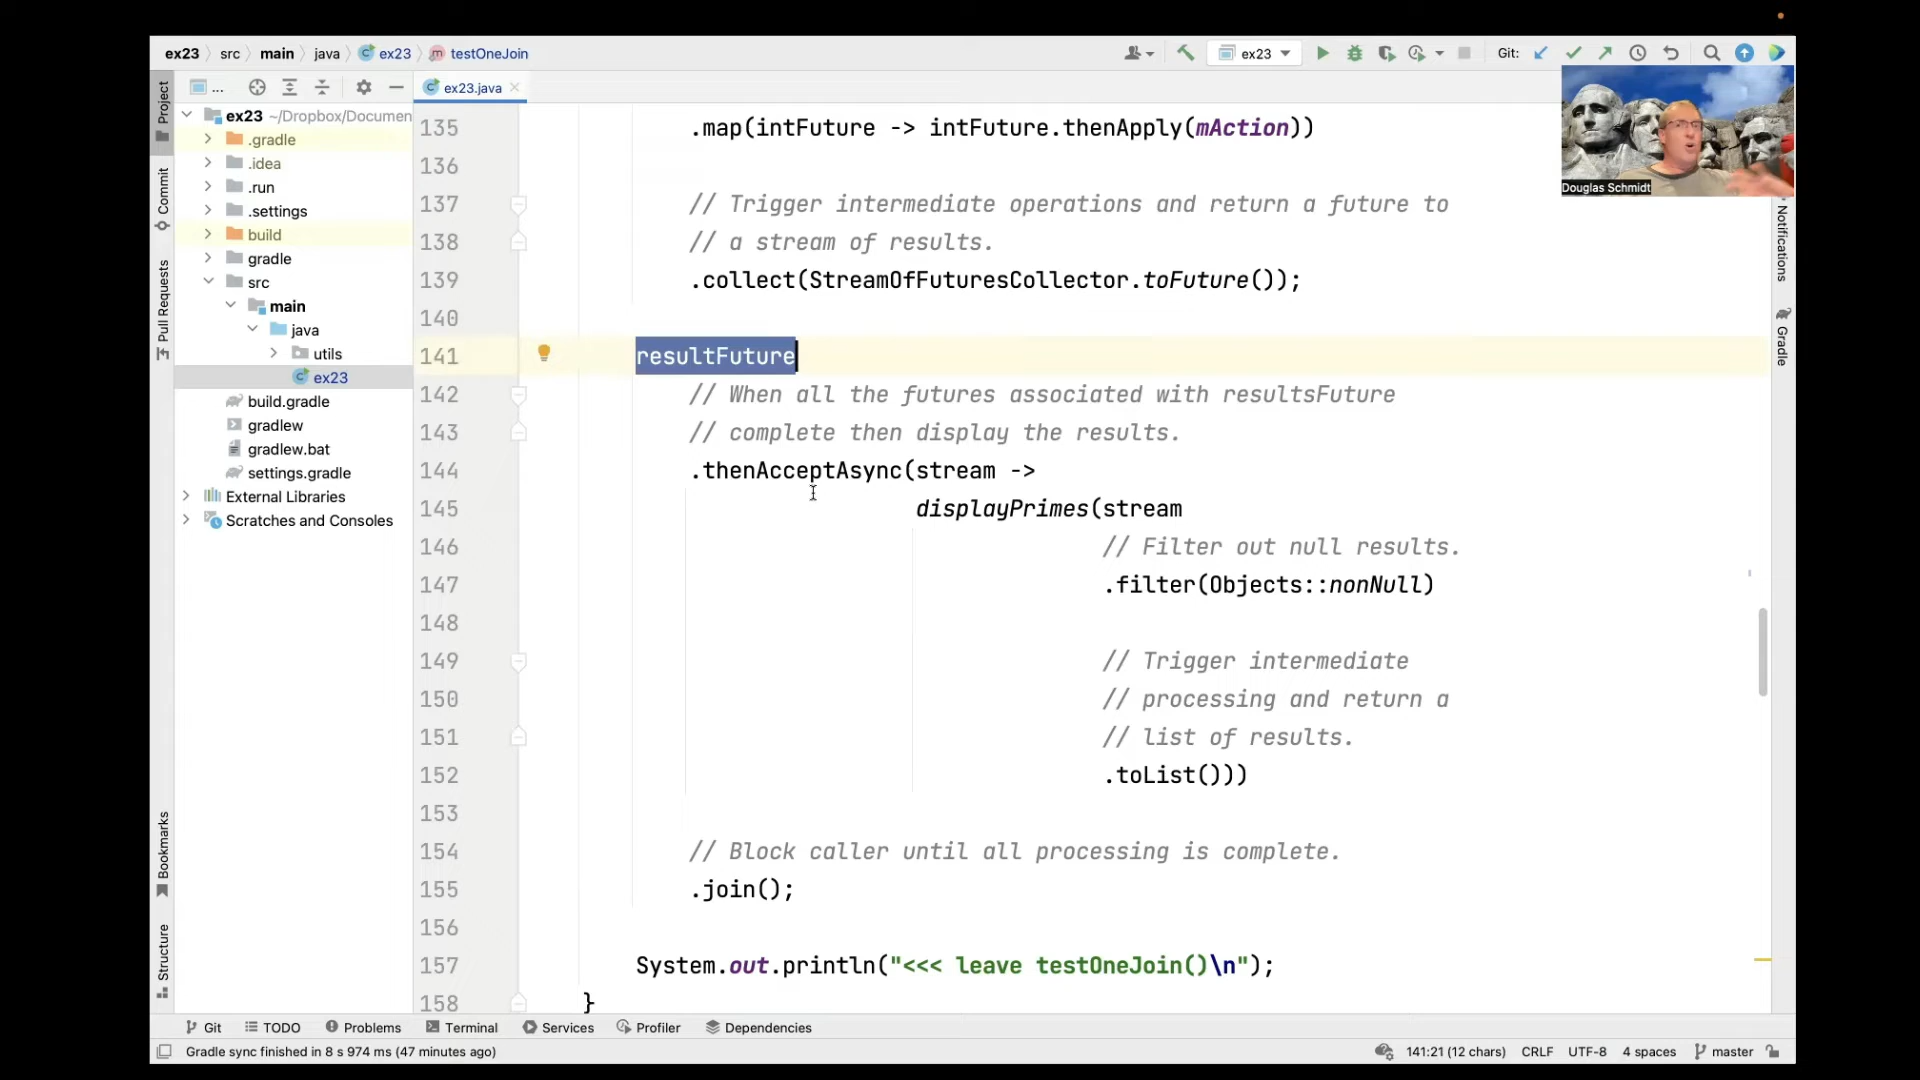 ex23 src main java ex23 testOneJoin
ex23
Git:
...
ex23.java
Project
Commit
Pull Requests
Bookmarks
Structure
ex23 ~/Dropbox/Documen
.gradle
.idea
.run
.settings
build
gradle
src
main
java
utils
ex23
build.gradle
gradlew
gradlew.bat
settings.gradle
External Libraries
Scratches and Consoles
135 .map(intFuture -> intFuture.thenApply(mAction))
136
137 // Trigger intermediate operations and return a future to
138 // a stream of results.
139 .collect(StreamOfFuturesCollector.toFuture());
140
141 resultFuture
142 // When all the futures associated with resultsFuture
143 // complete then display the results.
144 .thenAcceptAsync(stream ->
145 displayPrimes(stream
146 // Filter out null results.
147 .filter(Objects::nonNull)
148
149 // Trigger intermediate
150 // processing and return a
151 // list of results.
152 .toList()))
153
154 // Block caller until all processing is complete.
155 .join();
156
157 System.out.println("<<< leave testOneJoin()\n");
158 }
Douglas Schmidt
Notifications
Gradle
Git TODO Problems Terminal Services Profiler Dependencies
Gradle sync finished in 8 s 974 ms (47 minutes ago)
141:21 (12 chars) CRLF UTF-8 4 spaces master